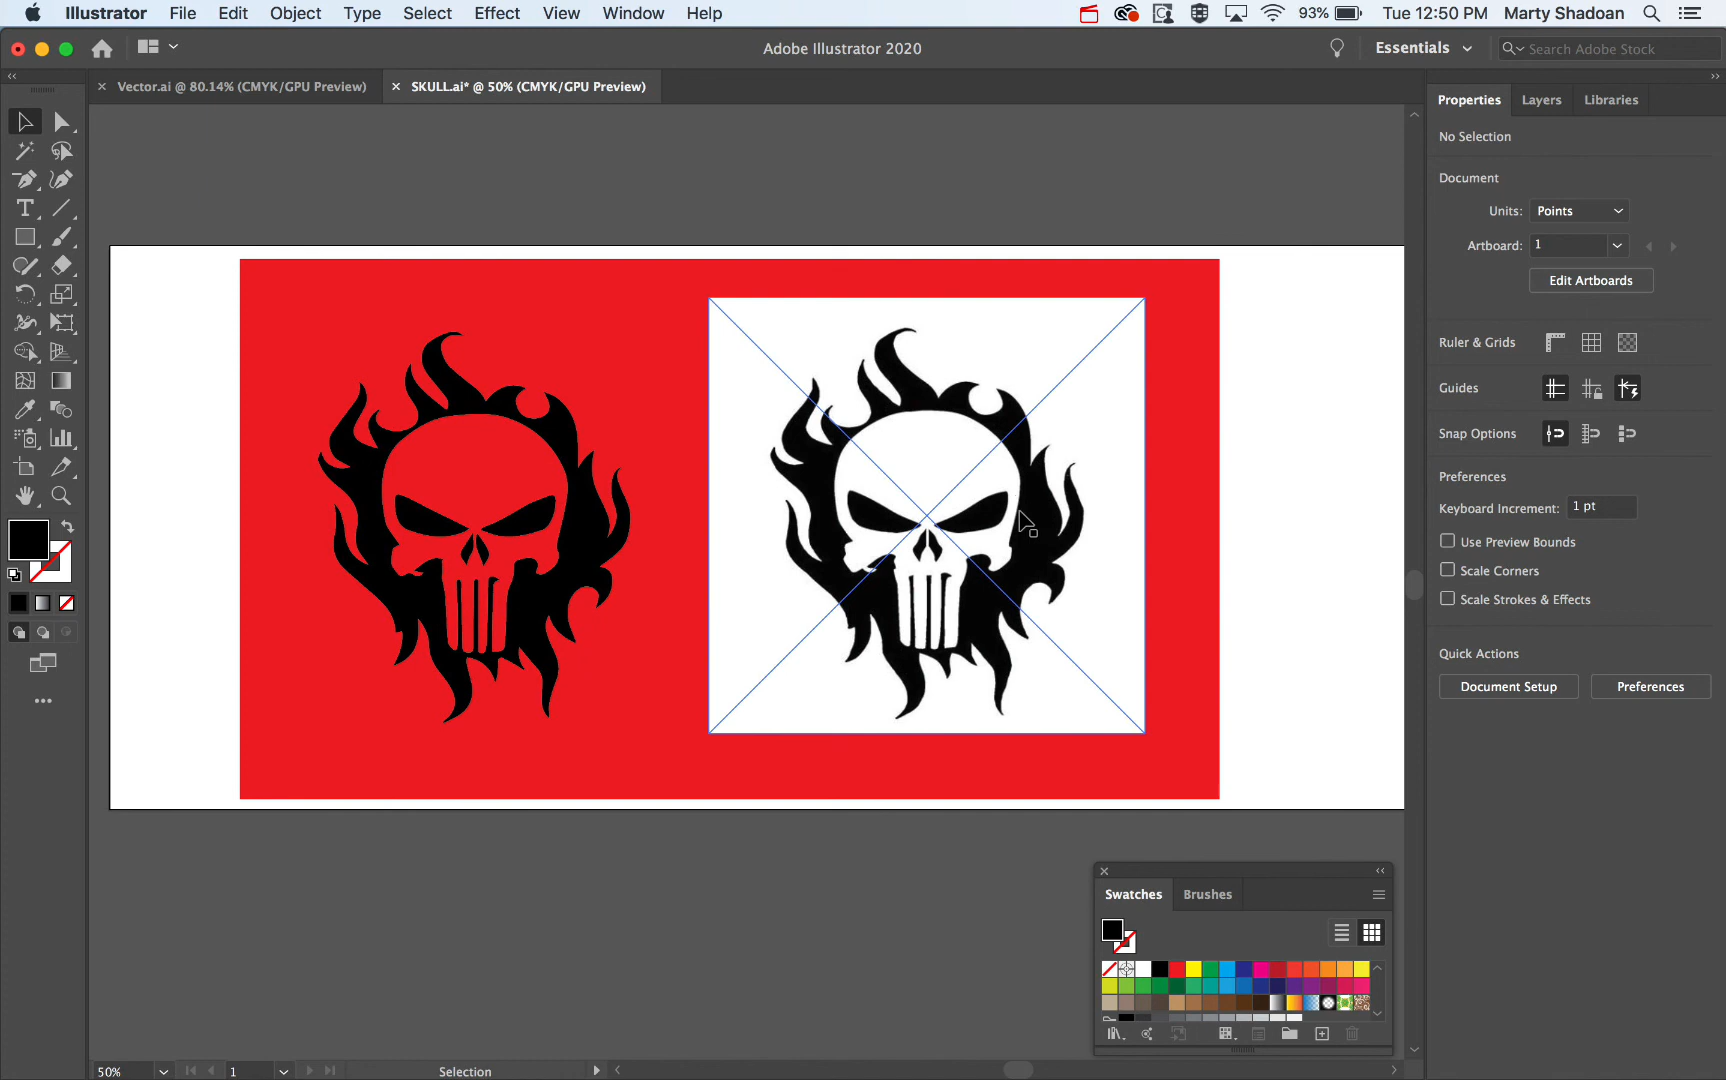 Illustrator File Edit Object Type Select Effect View Window Help 93% Tue 12:50 PM Marty Shadoan
Adobe Illustrator 2020 Essentials Search Adobe Stock
Vector.ai @ 80.14% (CMYK/GPU Preview) SKULL.ai* @ 50% (CMYK/GPU Preview)
Properties Layers Libraries
No Selection
Document
Units: Points
Artboard: 1
Edit Artboards
Ruler & Grids
Guides
Snap Options
Preferences
Keyboard Increment: 1 pt
Use Preview Bounds
Scale Corners
Scale Strokes & Effects
Quick Actions
Document Setup Preferences
Swatches Brushes
50% 1 Selection